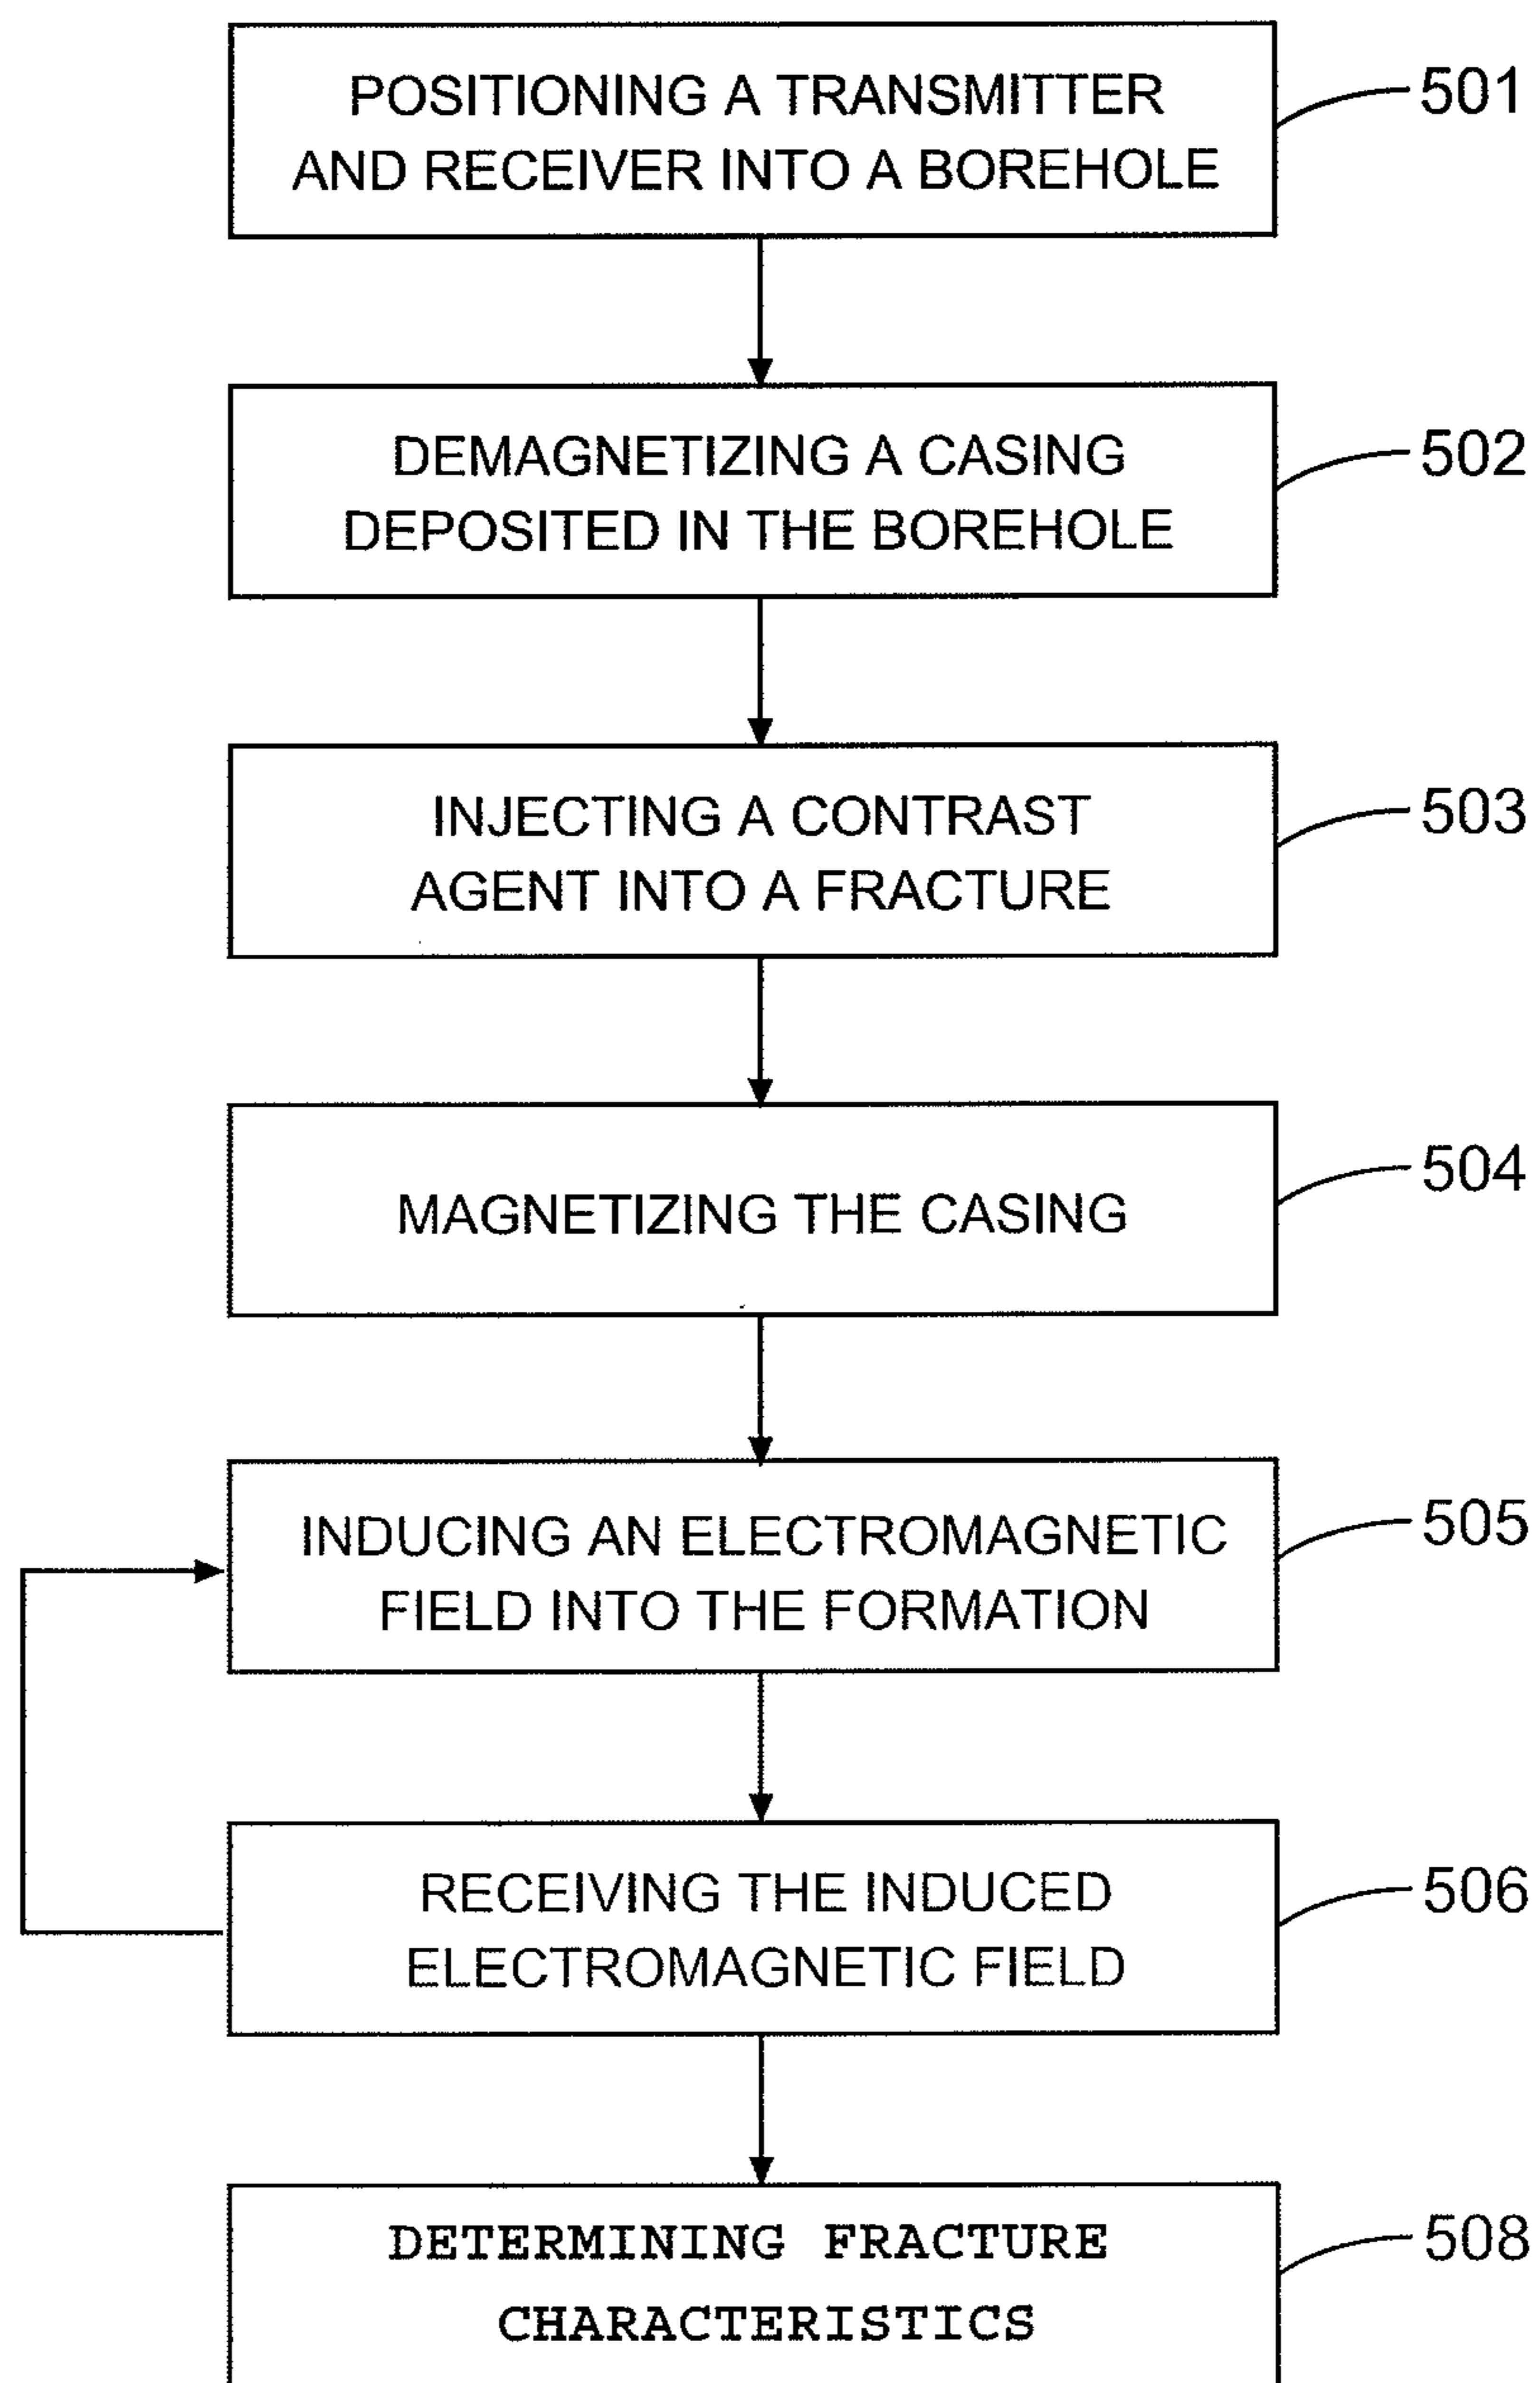 POSITIONING A TRANSMITTER
AND RECEIVER INTO A BOREHOLE
501
DEMAGNETIZING A CASING
DEPOSITED IN THE BOREHOLE
502
INJECTING A CONTRAST
AGENT INTO A FRACTURE
503
MAGNETIZING THE CASING
504
INDUCING AN ELECTROMAGNETIC
FIELD INTO THE FORMATION
505
RECEIVING THE INDUCED
ELECTROMAGNETIC FIELD
506
DETERMINING FRACTURE
CHARACTERISTICS
508